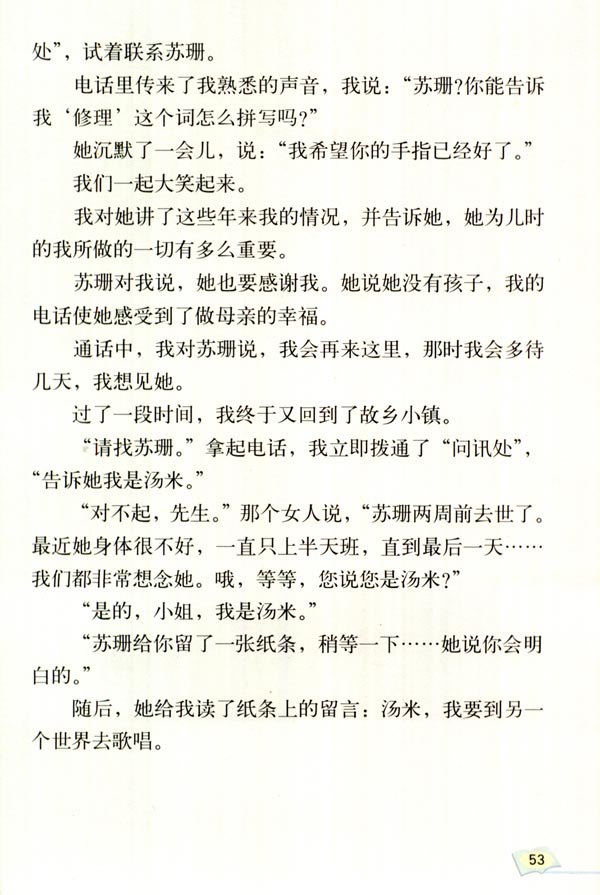 处”，试着联系苏珊。
电话里传来了我熟悉的声音，我说：“苏珊?你能告诉
我‘修理’这个词怎么拼写吗?”
她沉默了一会儿，说：“我希望你的手指已经好了。”
我们一起大笑起来。
我对她讲了这些年来我的情况，并告诉她，她为儿时
的我所做的一切有多么重要。
苏珊对我说，她也要感谢我。她说她没有孩子，我的
电话使她感受到了做母亲的幸福。
通话中，我对苏珊说，我会再来这里，那时我会多待
几天，我想见她。
过了一段时间，我终于又回到了故乡小镇。
“请找苏珊。”拿起电话，我立即拨通了“问讯处”，
“告诉她我是汤米。”
“对不起，先生。”那个女人说，“苏珊两周前去世了。
最近她身体很不好，一直只上半天班，直到最后一天……
我们都非常想念她。哦，等等，您说您是汤米?”
“是的，小姐，我是汤米。”
“苏珊给你留了一张纸条，稍等一下……她说你会明
白的。”
随后，她给我读了纸条上的留言：汤米，我要到另一
个世界去歌唱。
53